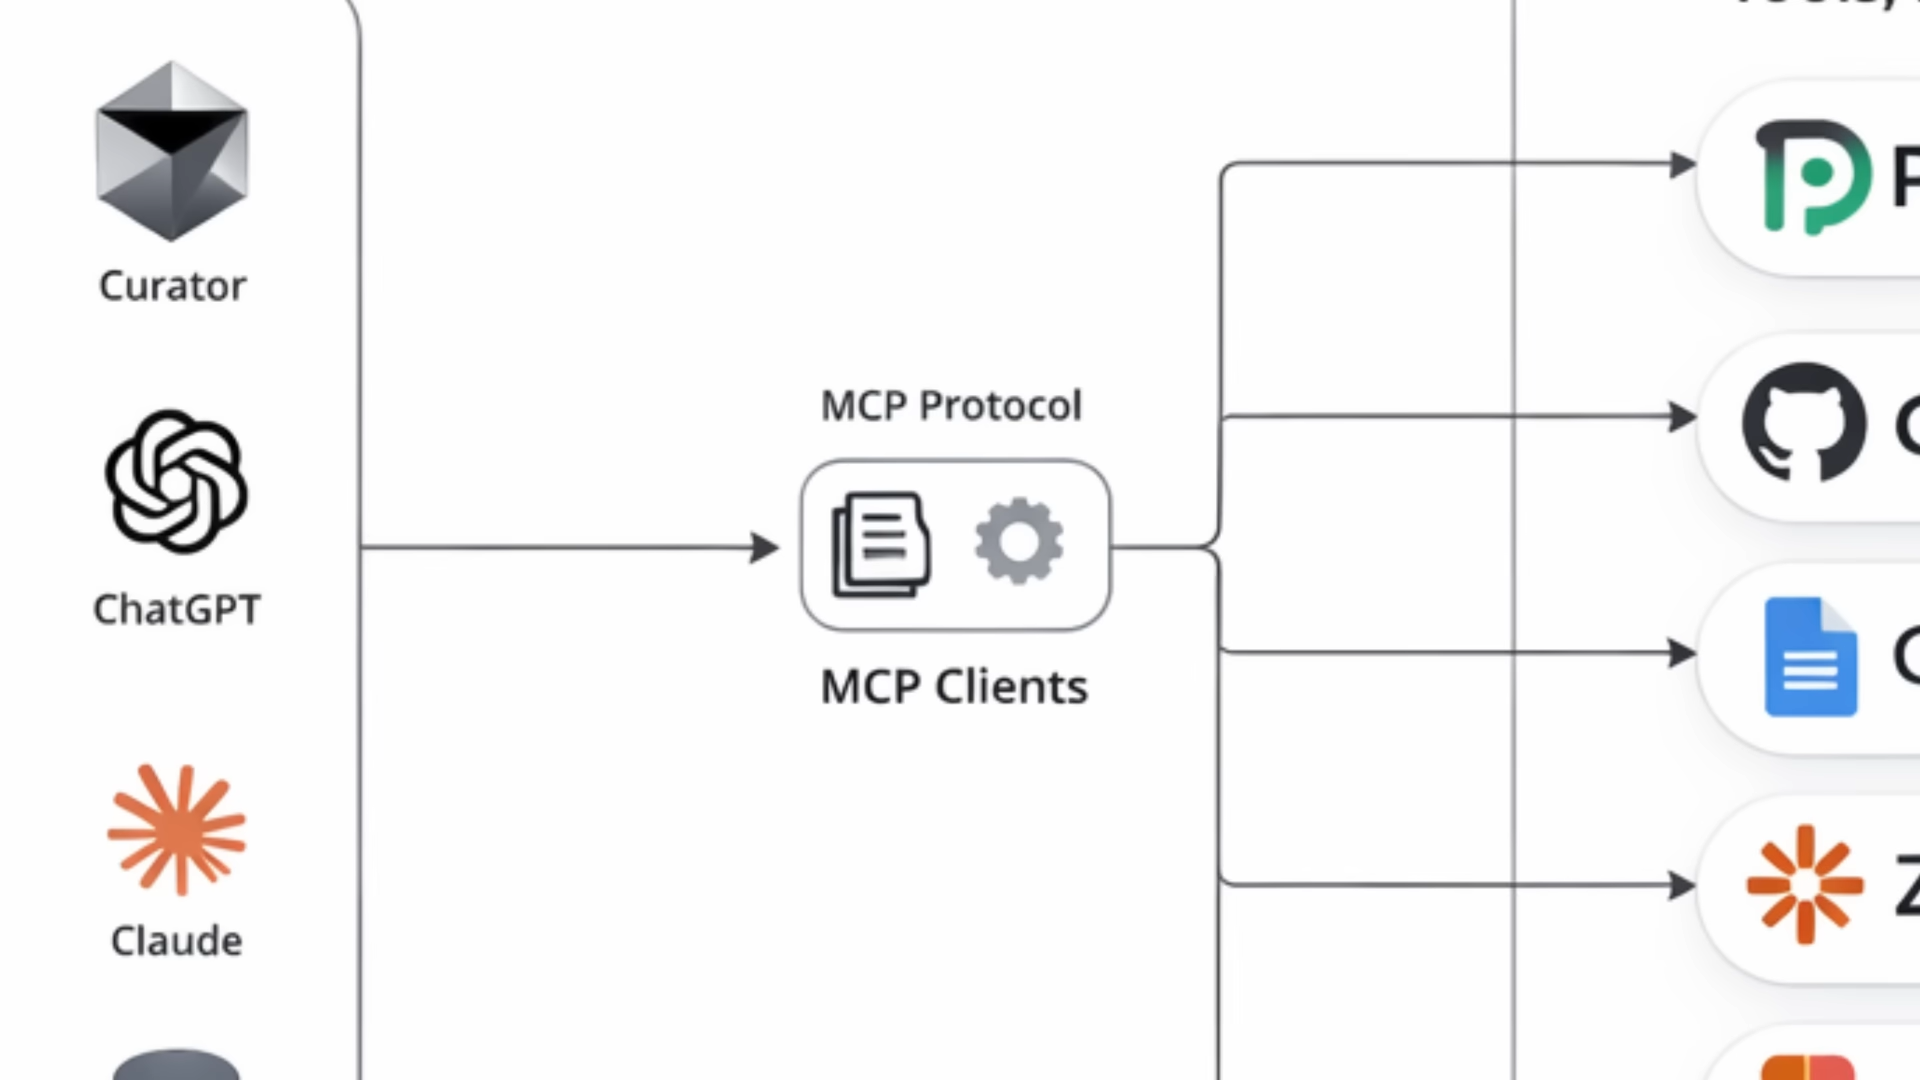 Curator
ChatGPT
Claude
MCP Protocol
MCP Clients
P
Z